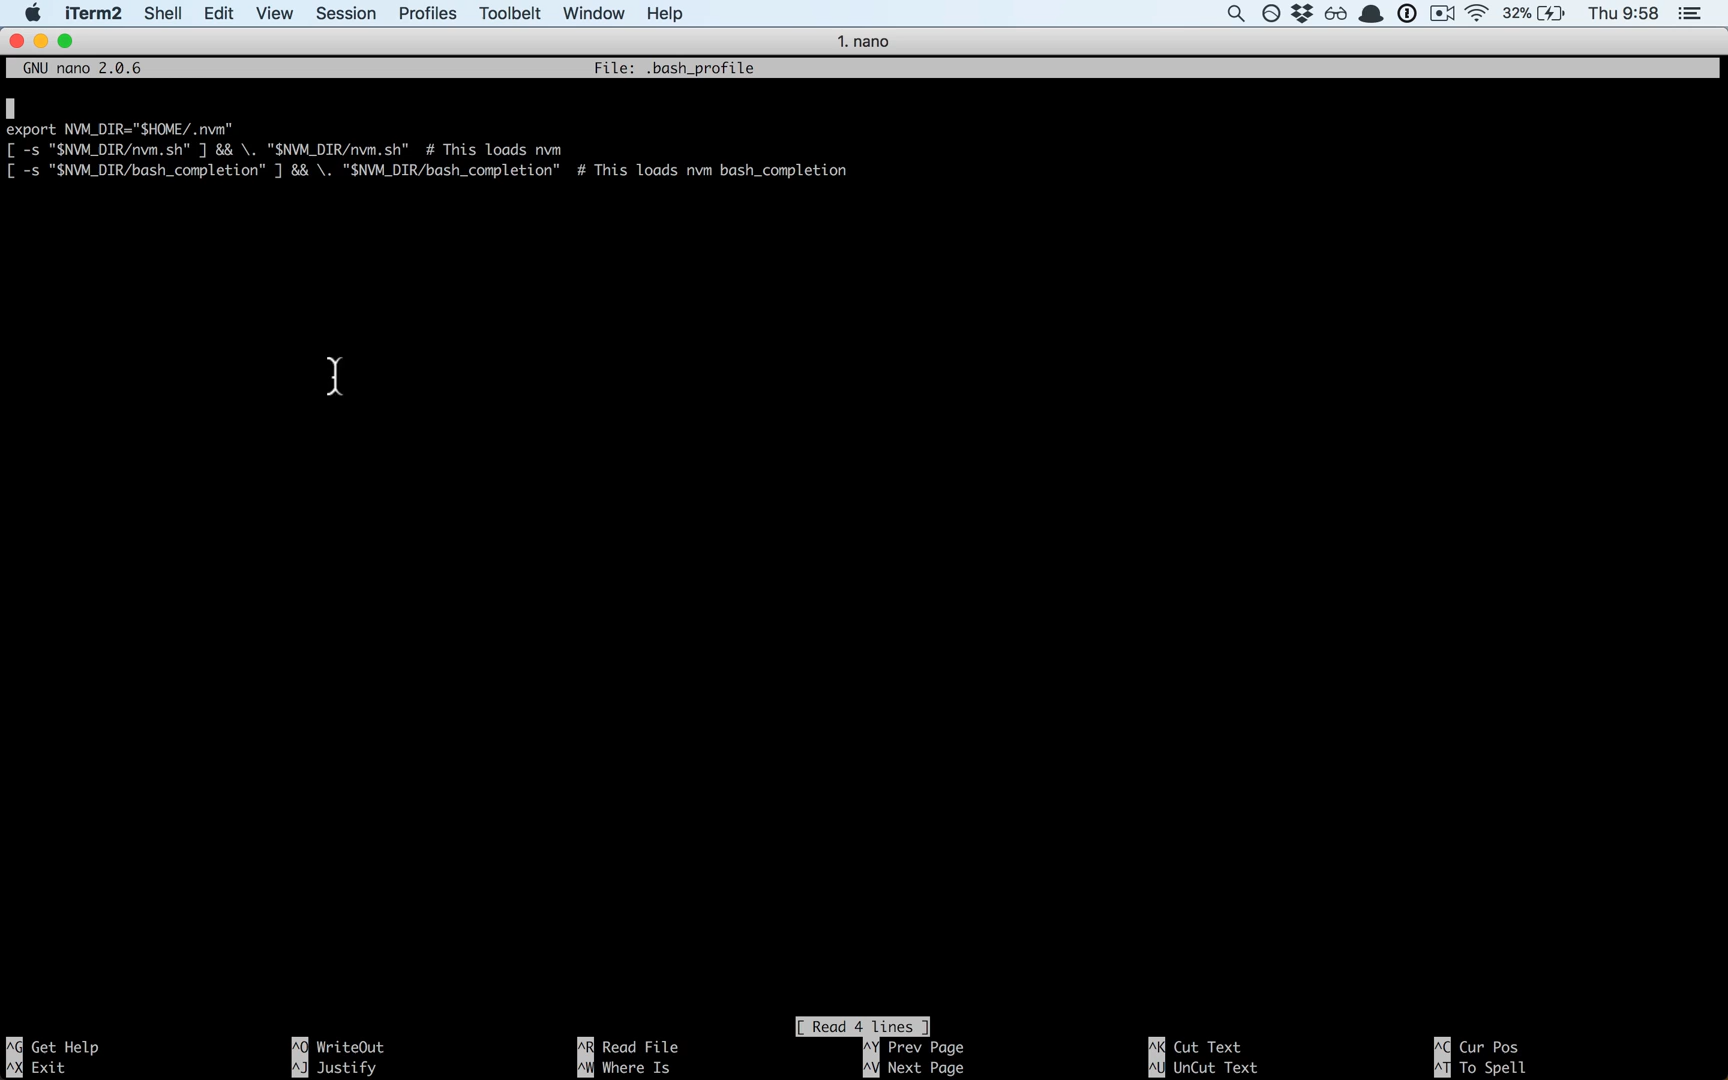 iTerm2 Shell Edit View Session Profiles Toolbelt Window Help 32% Thu 9:58
1. nano
GNU nano 2.0.6 File: .bash_profile
export NVM_DIR="$HOME/.nvm"
[ -s "$NVM_DIR/nvm.sh" ] && \. "$NVM_DIR/nvm.sh"  # This loads nvm
[ -s "$NVM_DIR/bash_completion" ] && \. "$NVM_DIR/bash_completion"  # This loads nvm bash_completion
[ Read 4 lines ]
^G Get Help ^O WriteOut ^R Read File ^Y Prev Page ^K Cut Text ^C Cur Pos
^X Exit ^J Justify ^W Where Is ^V Next Page ^U UnCut Text ^T To Spell